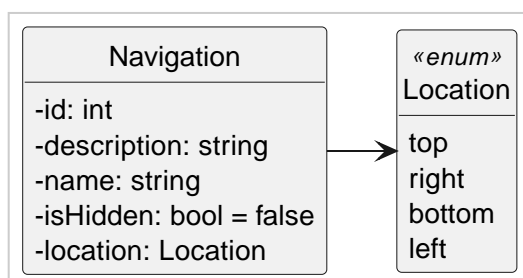 Navigation
-id: int
-description: string
-name: string
-isHidden: bool = false
-location: Location
«enum»
Location
top
right
bottom
left